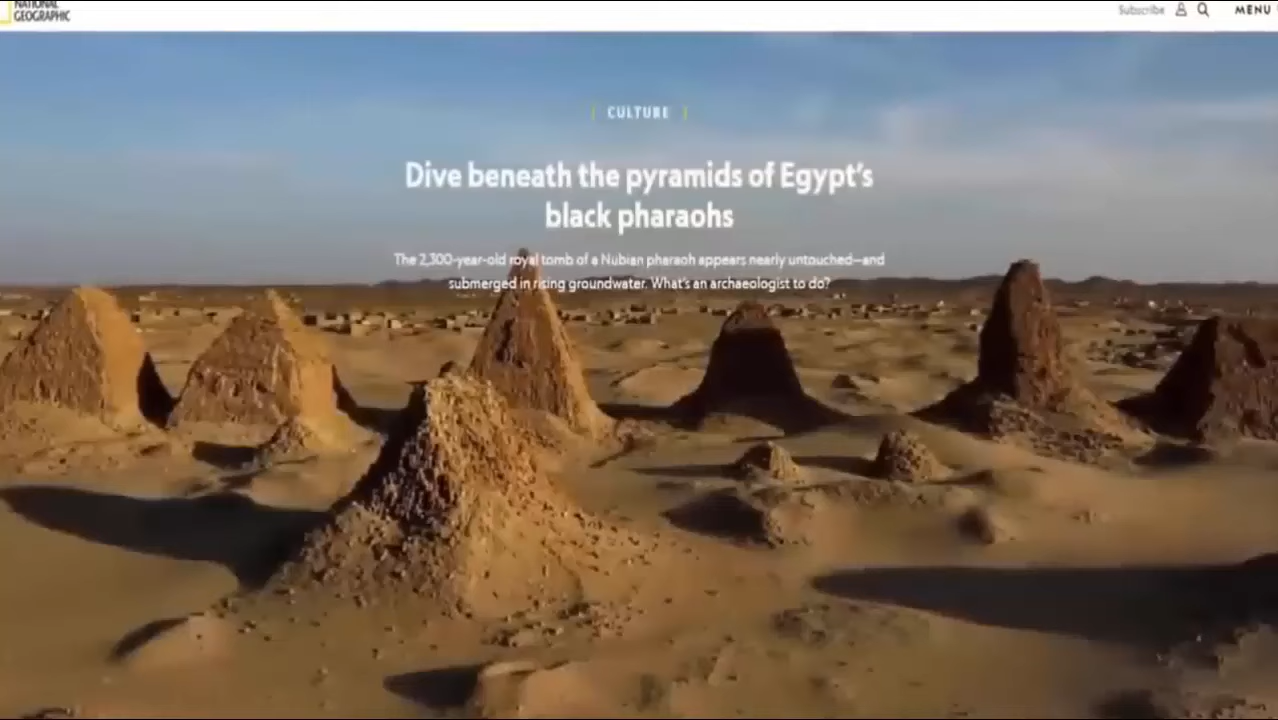 NATIONAL
GEOGRAPHIC
Subscribe
MENU
CULTURE
Dive beneath the pyramids of Egypt's
black pharaohs
The 2,300-year-old royal tomb of a Nubian pharaoh appears nearly untouched—and
submerged in rising groundwater. What's an archaeologist to do?